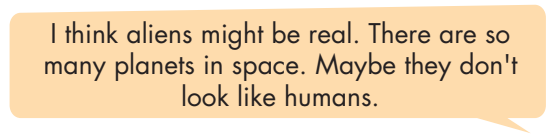 I think aliens might be real. There are so
many planets in space. Maybe they don't
look like humans.